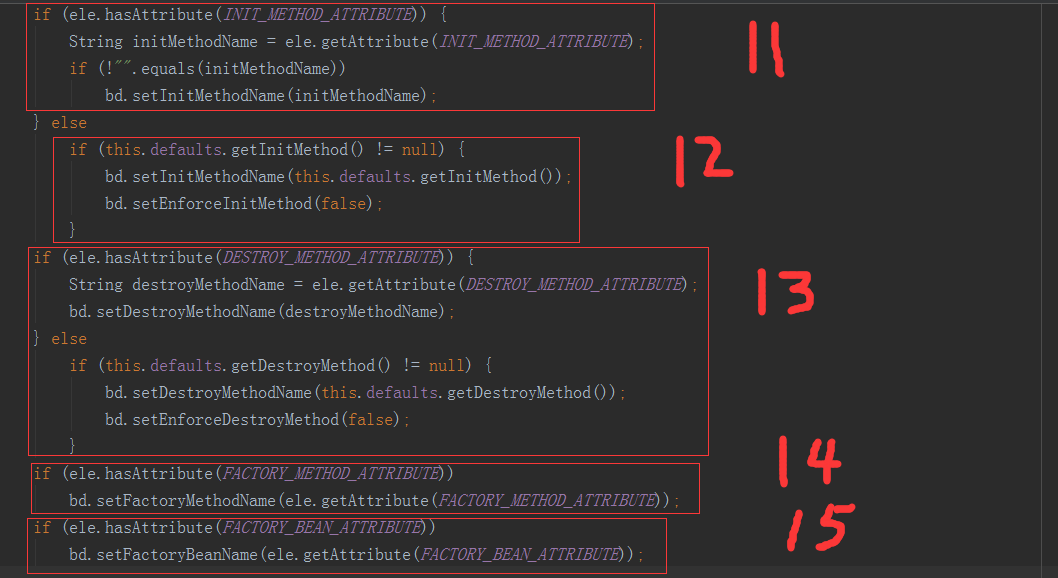 if (ele.hasAttribute(INIT_METHOD_ATTRIBUTE)) {
String initMethodName = ele.getAttribute(INIT_METHOD_ATTRIBUTE);
if (!"".equals(initMethodName))
bd.setInitMethodName(initMethodName);
11
} else
if (this.defaults.getInitMethod() != null) {
bd.setInitMethodName(this.defaults.getInitMethod());
bd.setEnforceInitMethod(false);
}
12
if (ele.hasAttribute(DESTROY_METHOD_ATTRIBUTE)) {
String destroyMethodName = ele.getAttribute(DESTROY_METHOD_ATTRIBUTE);
bd.setDestroyMethodName(destroyMethodName);
} else
if (this.defaults.getDestroyMethod() != null) {
bd.setDestroyMethodName(this.defaults.getDestroyMethod());
bd.setEnforceDestroyMethod(false);
}
13
if (ele.hasAttribute(FACTORY_METHOD_ATTRIBUTE))
bd.setFactoryMethodName(ele.getAttribute(FACTORY_METHOD_ATTRIBUTE));
14
if (ele.hasAttribute(FACTORY_BEAN_ATTRIBUTE))
bd.setFactoryBeanName(ele.getAttribute(FACTORY_BEAN_ATTRIBUTE));
15